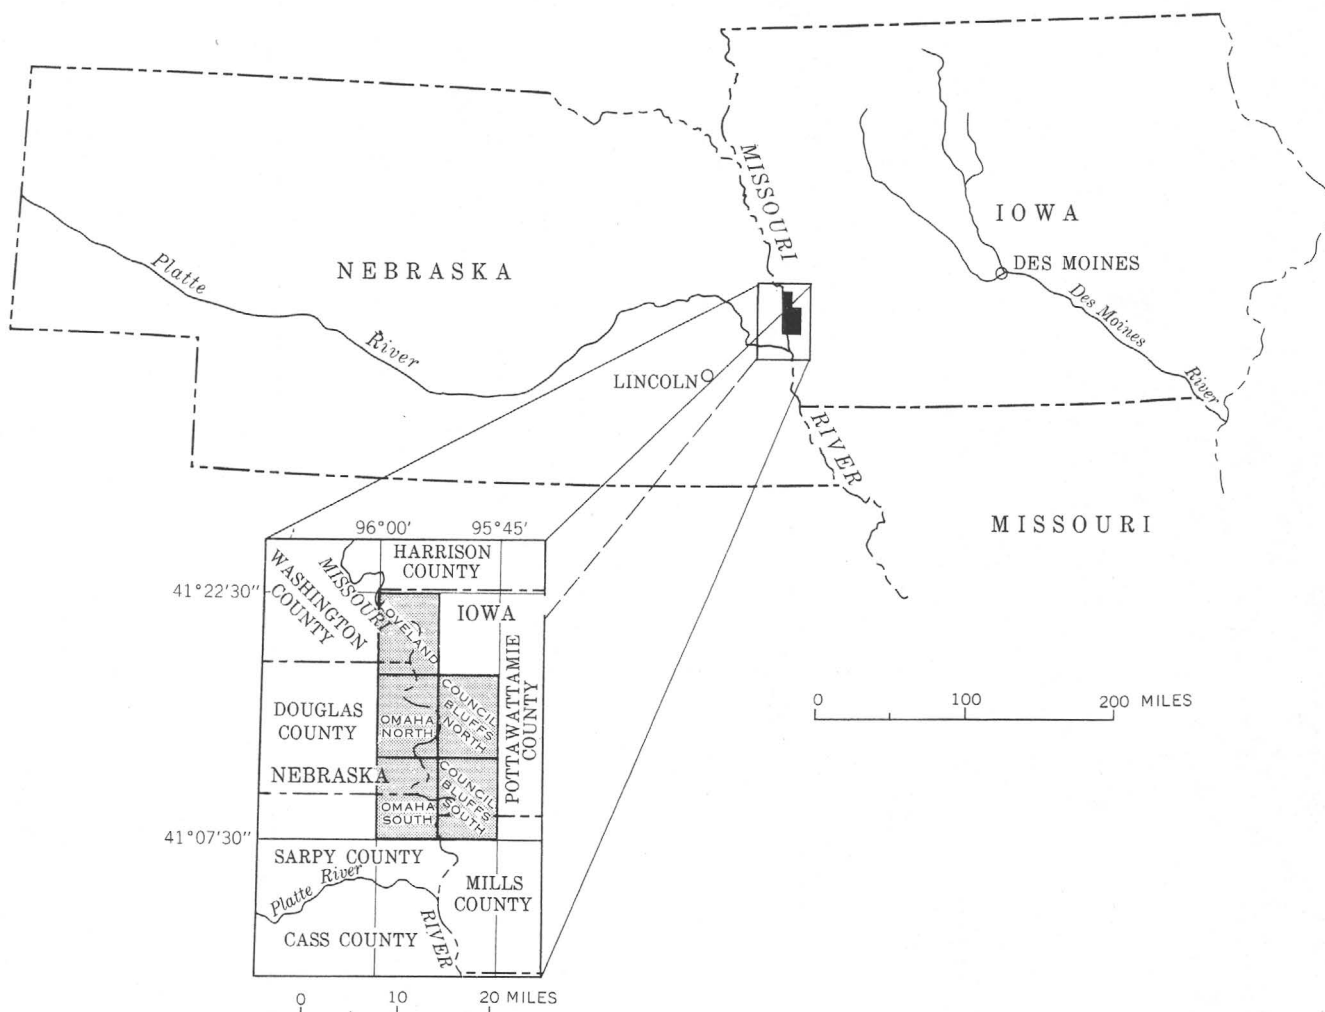 MISSOURI
IOWA
DES MOINES
NEBRASKA
Platte
River
Des Moines
River
LINCOLN
RIVER
MISSOURI
96°00'
95°45'
HARRISON
COUNTY
WASHINGTON
COUNTY
MISSOURI
41°22'30"
LOVELAND
IOWA
POTTAWATTAMIE
COUNTY
DOUGLAS
COUNTY
OMAHA
NORTH
COUNCIL
BLUFFS
NORTH
NEBRASKA
OMAHA
SOUTH
COUNCIL
BLUFFS
SOUTH
41°07'30"
SARPY COUNTY
Platte River
MILLS
COUNTY
CASS COUNTY
RIVER
0 10 20 MILES
0 100 200 MILES